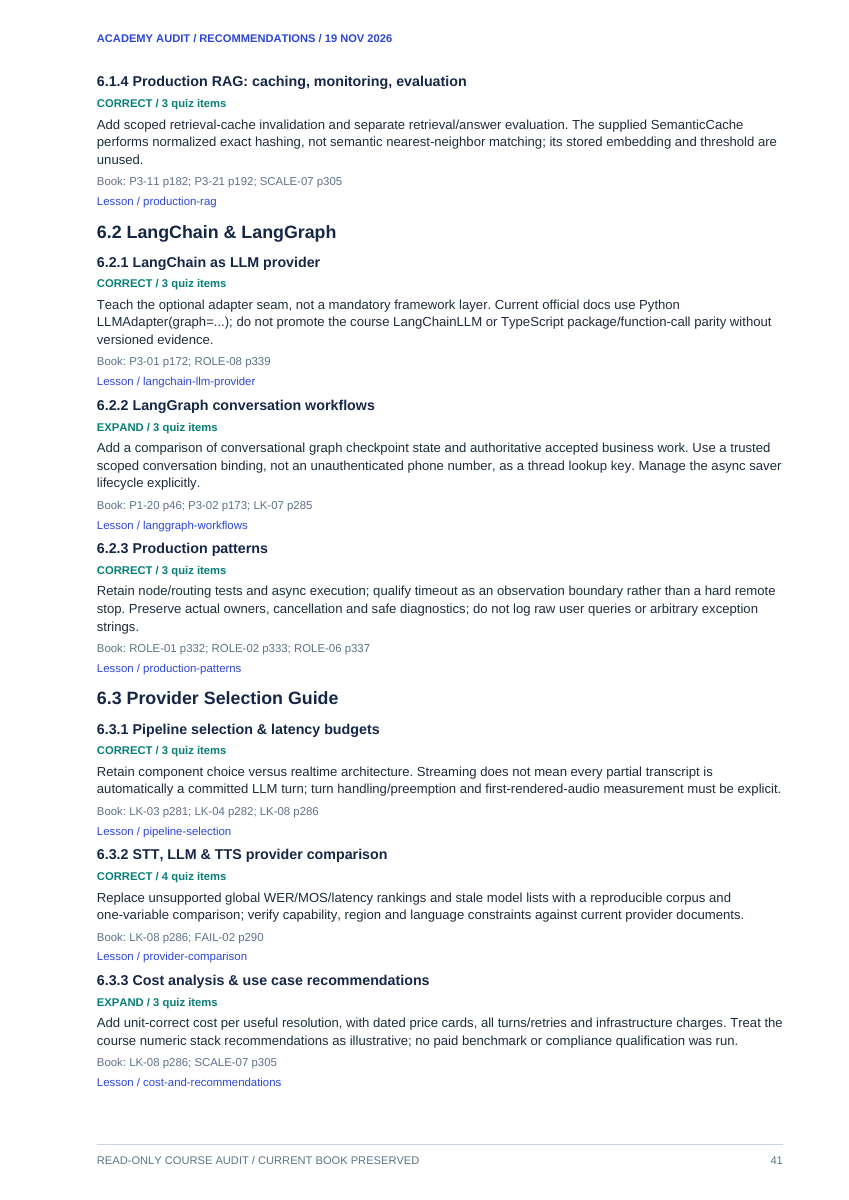 ACADEMY AUDIT / RECOMMENDATIONS / 19 NOV 2026
6.1.4 Production RAG: caching, monitoring, evaluation
CORRECT / 3 quiz items
Add scoped retrieval-cache invalidation and separate retrieval/answer evaluation. The supplied SemanticCache
performs normalized exact hashing, not semantic nearest-neighbor matching; its stored embedding and threshold are
unused.
Book: P3-11 p182; P3-21 p192; SCALE-07 p305
Lesson / production-rag
6.2 LangChain & LangGraph
6.2.1 LangChain as LLM provider
CORRECT / 3 quiz items
Teach the optional adapter seam, not a mandatory framework layer. Current official docs use Python
LLMAdapter(graph=...); do not promote the course LangChainLLM or TypeScript package/function-call parity without
versioned evidence.
Book: P3-01 p172; ROLE-08 p339
Lesson / langchain-llm-provider
6.2.2 LangGraph conversation workflows
EXPAND / 3 quiz items
Add a comparison of conversational graph checkpoint state and authoritative accepted business work. Use a trusted
scoped conversation binding, not an unauthenticated phone number, as a thread lookup key. Manage the async saver
lifecycle explicitly.
Book: P1-20 p46; P3-02 p173; LK-07 p285
Lesson / langgraph-workflows
6.2.3 Production patterns
CORRECT / 3 quiz items
Retain node/routing tests and async execution; qualify timeout as an observation boundary rather than a hard remote
stop. Preserve actual owners, cancellation and safe diagnostics; do not log raw user queries or arbitrary exception
strings.
Book: ROLE-01 p332; ROLE-02 p333; ROLE-06 p337
Lesson / production-patterns
6.3 Provider Selection Guide
6.3.1 Pipeline selection & latency budgets
CORRECT / 3 quiz items
Retain component choice versus realtime architecture. Streaming does not mean every partial transcript is
automatically a committed LLM turn; turn handling/preemption and first-rendered-audio measurement must be explicit.
Book: LK-03 p281; LK-04 p282; LK-08 p286
Lesson / pipeline-selection
6.3.2 STT, LLM & TTS provider comparison
CORRECT / 4 quiz items
Replace unsupported global WER/MOS/latency rankings and stale model lists with a reproducible corpus and
one-variable comparison; verify capability, region and language constraints against current provider documents.
Book: LK-08 p286; FAIL-02 p290
Lesson / provider-comparison
6.3.3 Cost analysis & use case recommendations
EXPAND / 3 quiz items
Add unit-correct cost per useful resolution, with dated price cards, all turns/retries and infrastructure charges. Treat the
course numeric stack recommendations as illustrative; no paid benchmark or compliance qualification was run.
Book: LK-08 p286; SCALE-07 p305
Lesson / cost-and-recommendations
READ-ONLY COURSE AUDIT / CURRENT BOOK PRESERVED
41